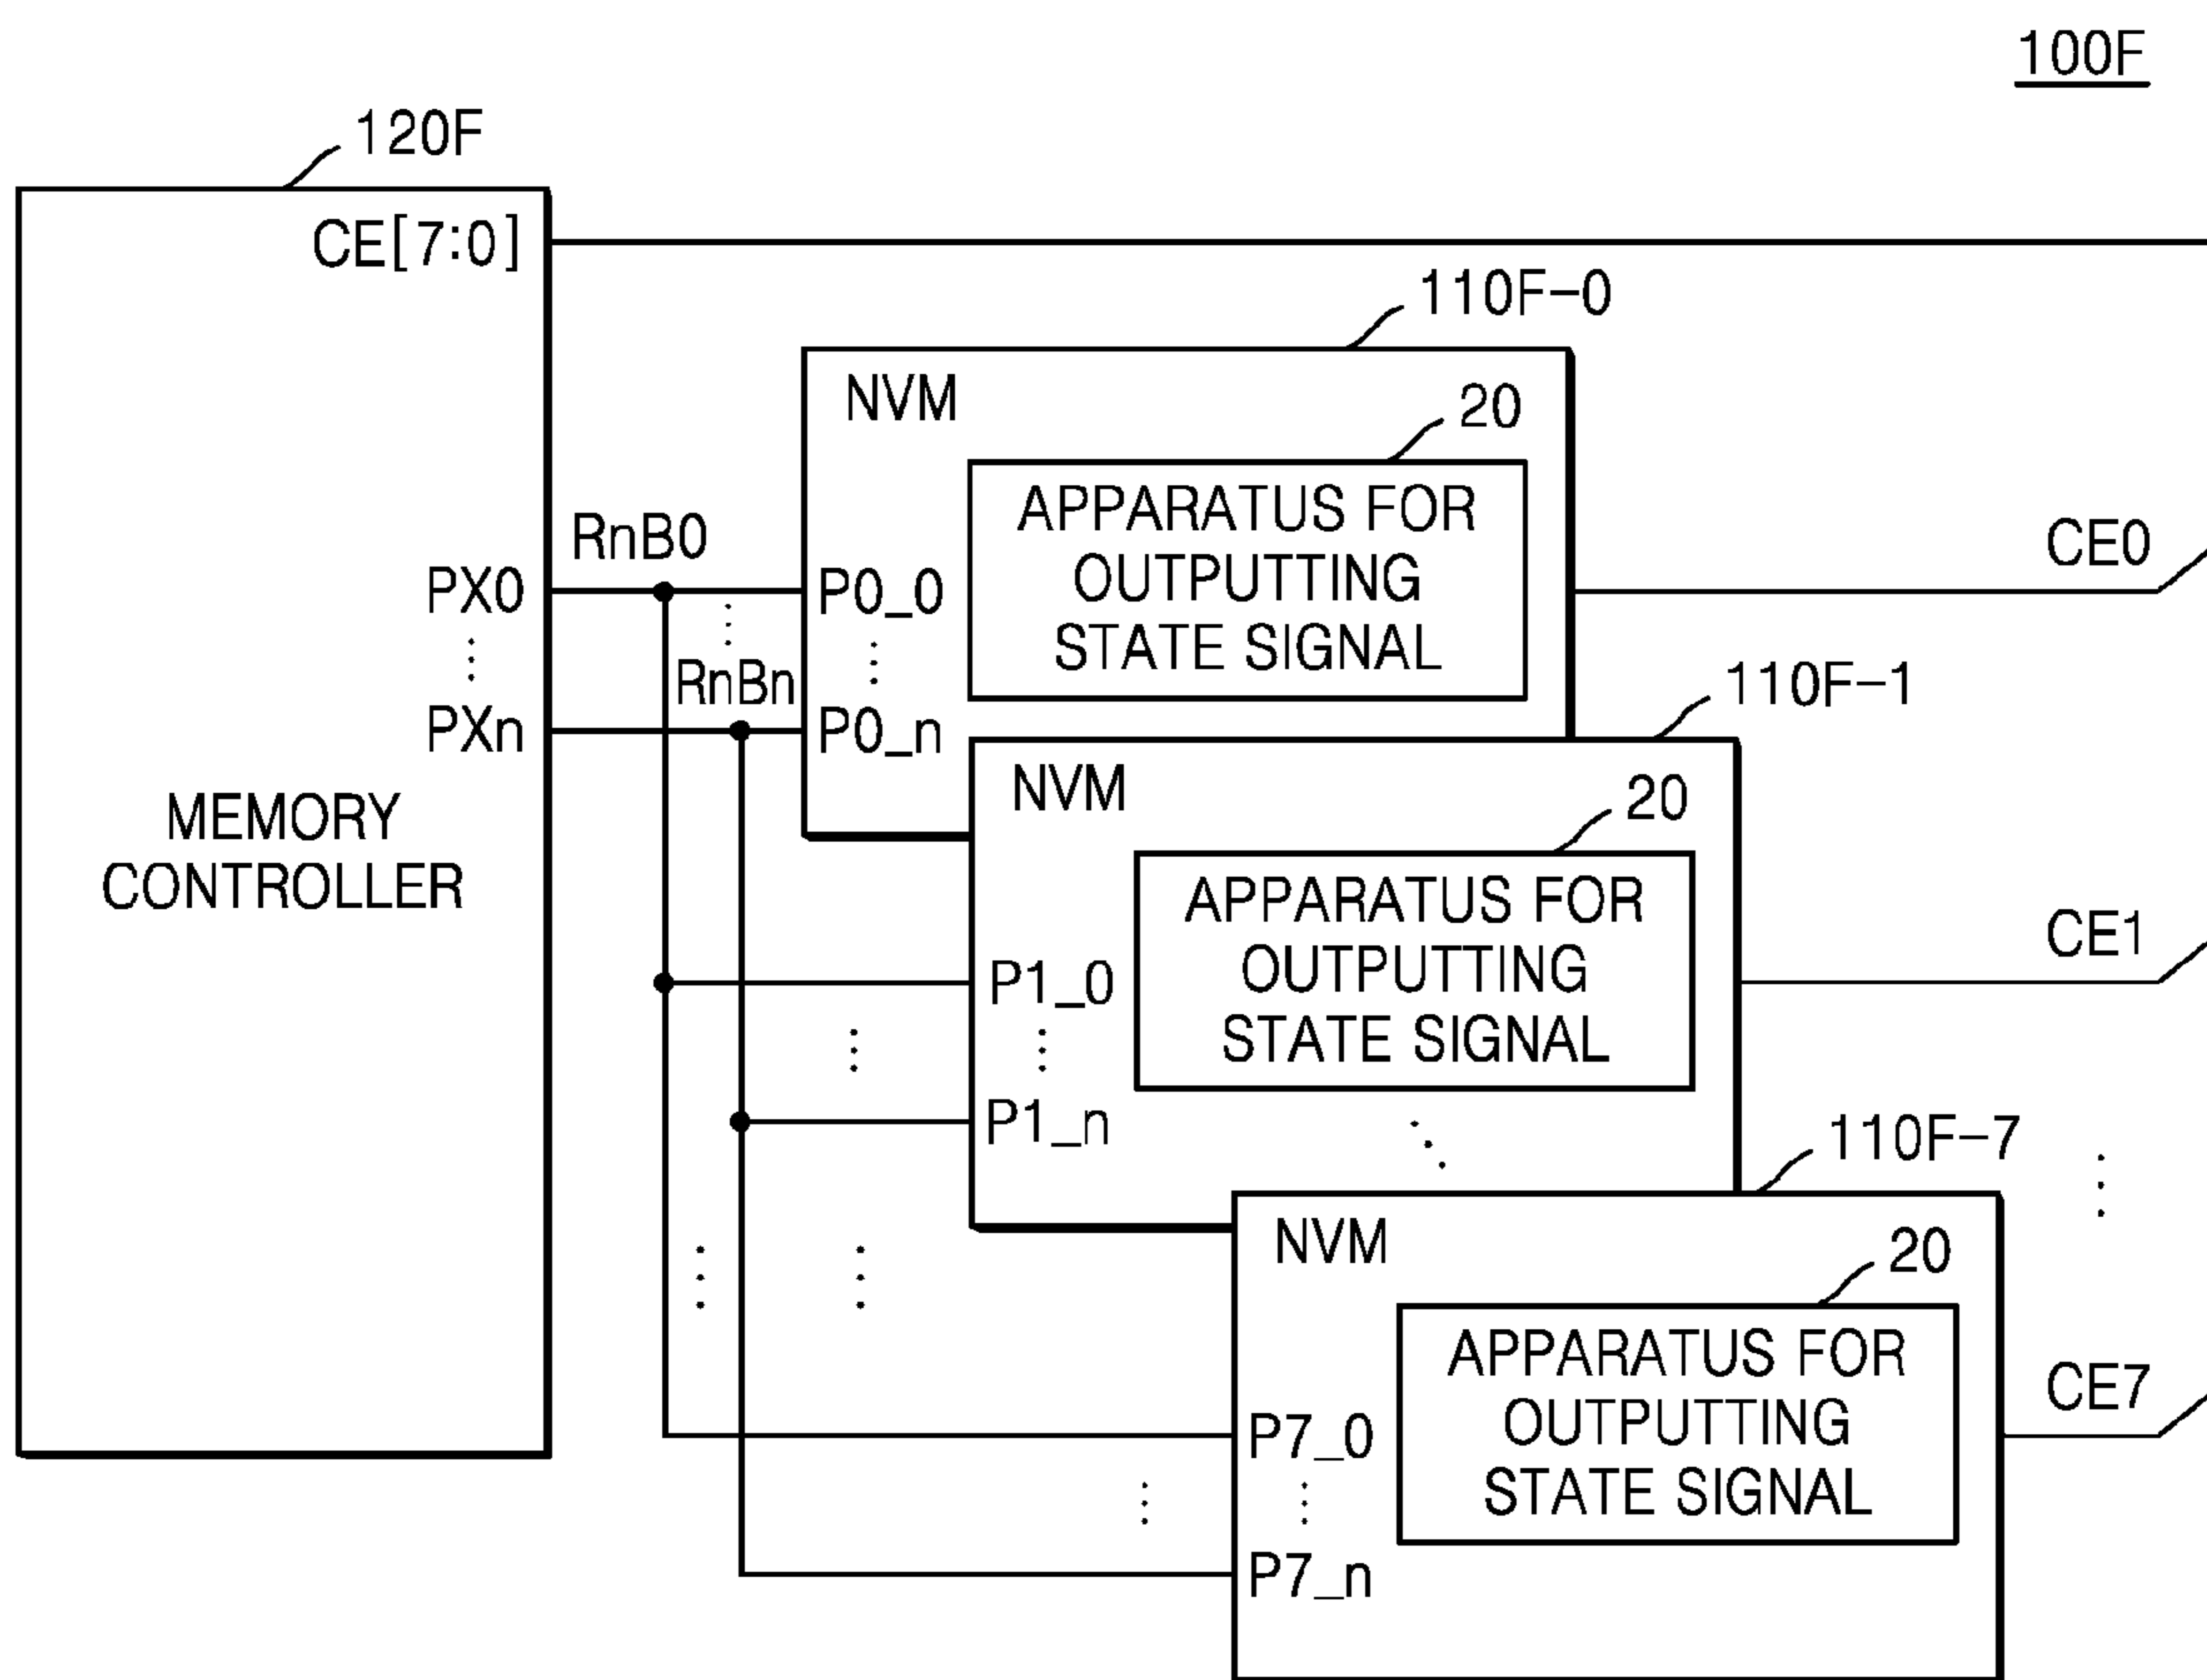 100F
120F
CE[7:0]
110F-0
NVM
20
APPARATUS FOR
OUTPUTTING
STATE SIGNAL
CE0
RnB0
PX0
P0_0
RnBn
PXn
P0_n
110F-1
MEMORY
CONTROLLER
NVM
20
APPARATUS FOR
OUTPUTTING
STATE SIGNAL
CE1
P1_0
P1_n
110F-7
NVM
20
APPARATUS FOR
OUTPUTTING
STATE SIGNAL
CE7
P7_0
P7_n